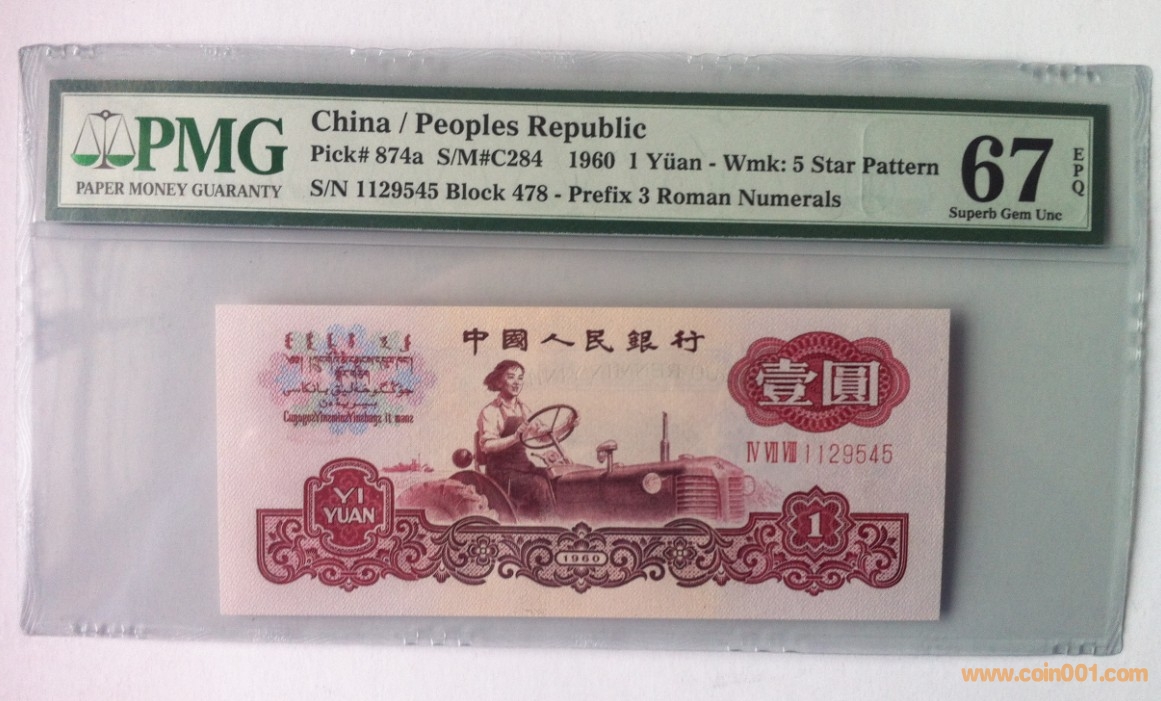 PMG
PAPER MONEY GUARANTY
China / Peoples Republic
Pick# 874a S/M#C284 1960 1 Yüan - Wmk: 5 Star Pattern
S/N 1129545 Block 478 - Prefix 3 Roman Numerals
67
EPQ
Superb Gem Unc
中國人民銀行
壹圓
IV VII VIII 1129545
YI
YUAN
1960
1
www.coin001.com